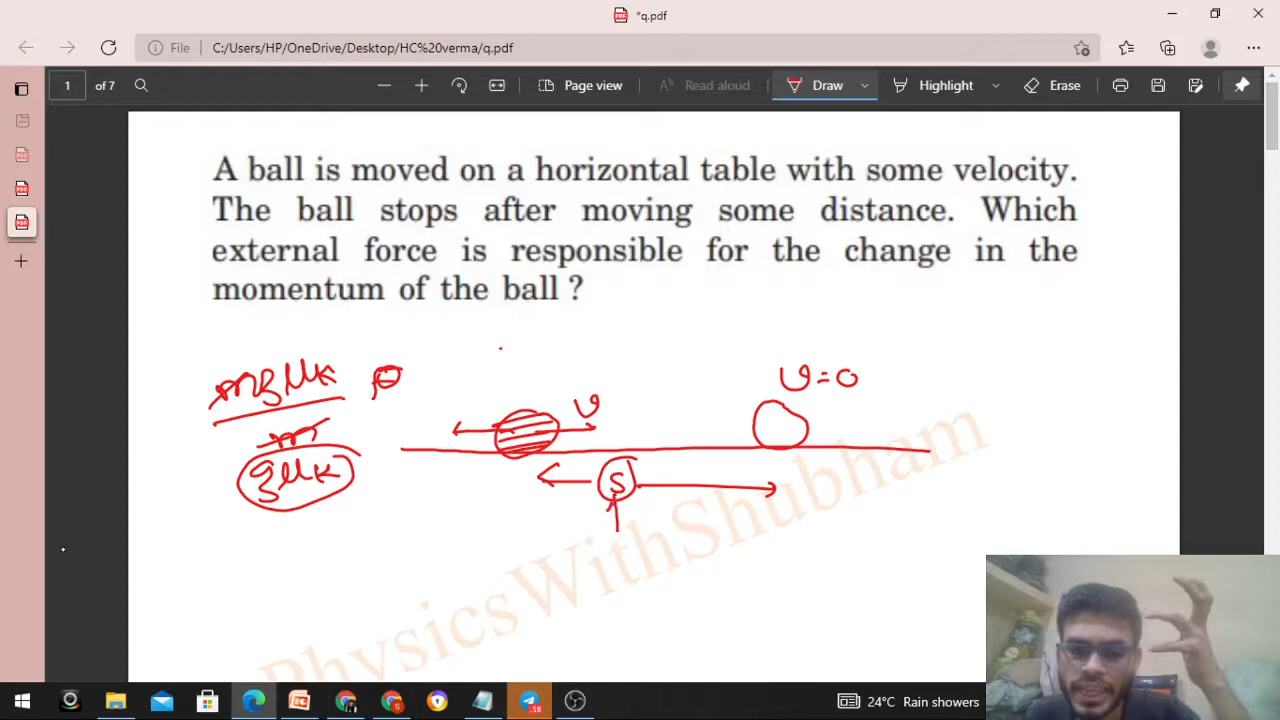 *q.pdf
File C:/Users/HP/OneDrive/Desktop/HC%20verma/q.pdf
1 of 7 Page view Read aloud Draw Highlight Erase
A ball is moved on a horizontal table with some velocity.
The ball stops after moving some distance. Which
external force is responsible for the change in the
momentum of the ball ?
mgμk
m
gμk
v
v=0
S
PhysicsWithShubham
24°C Rain showers